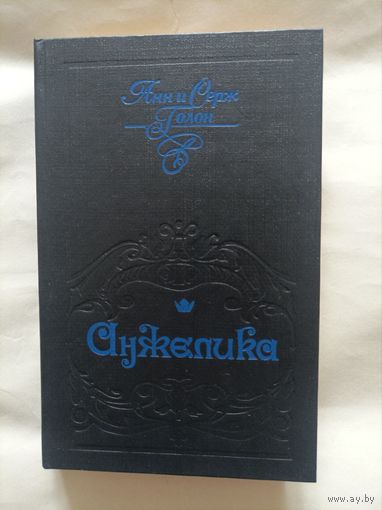 Анн и Серж
Голон
Анжелика
www.ay.by